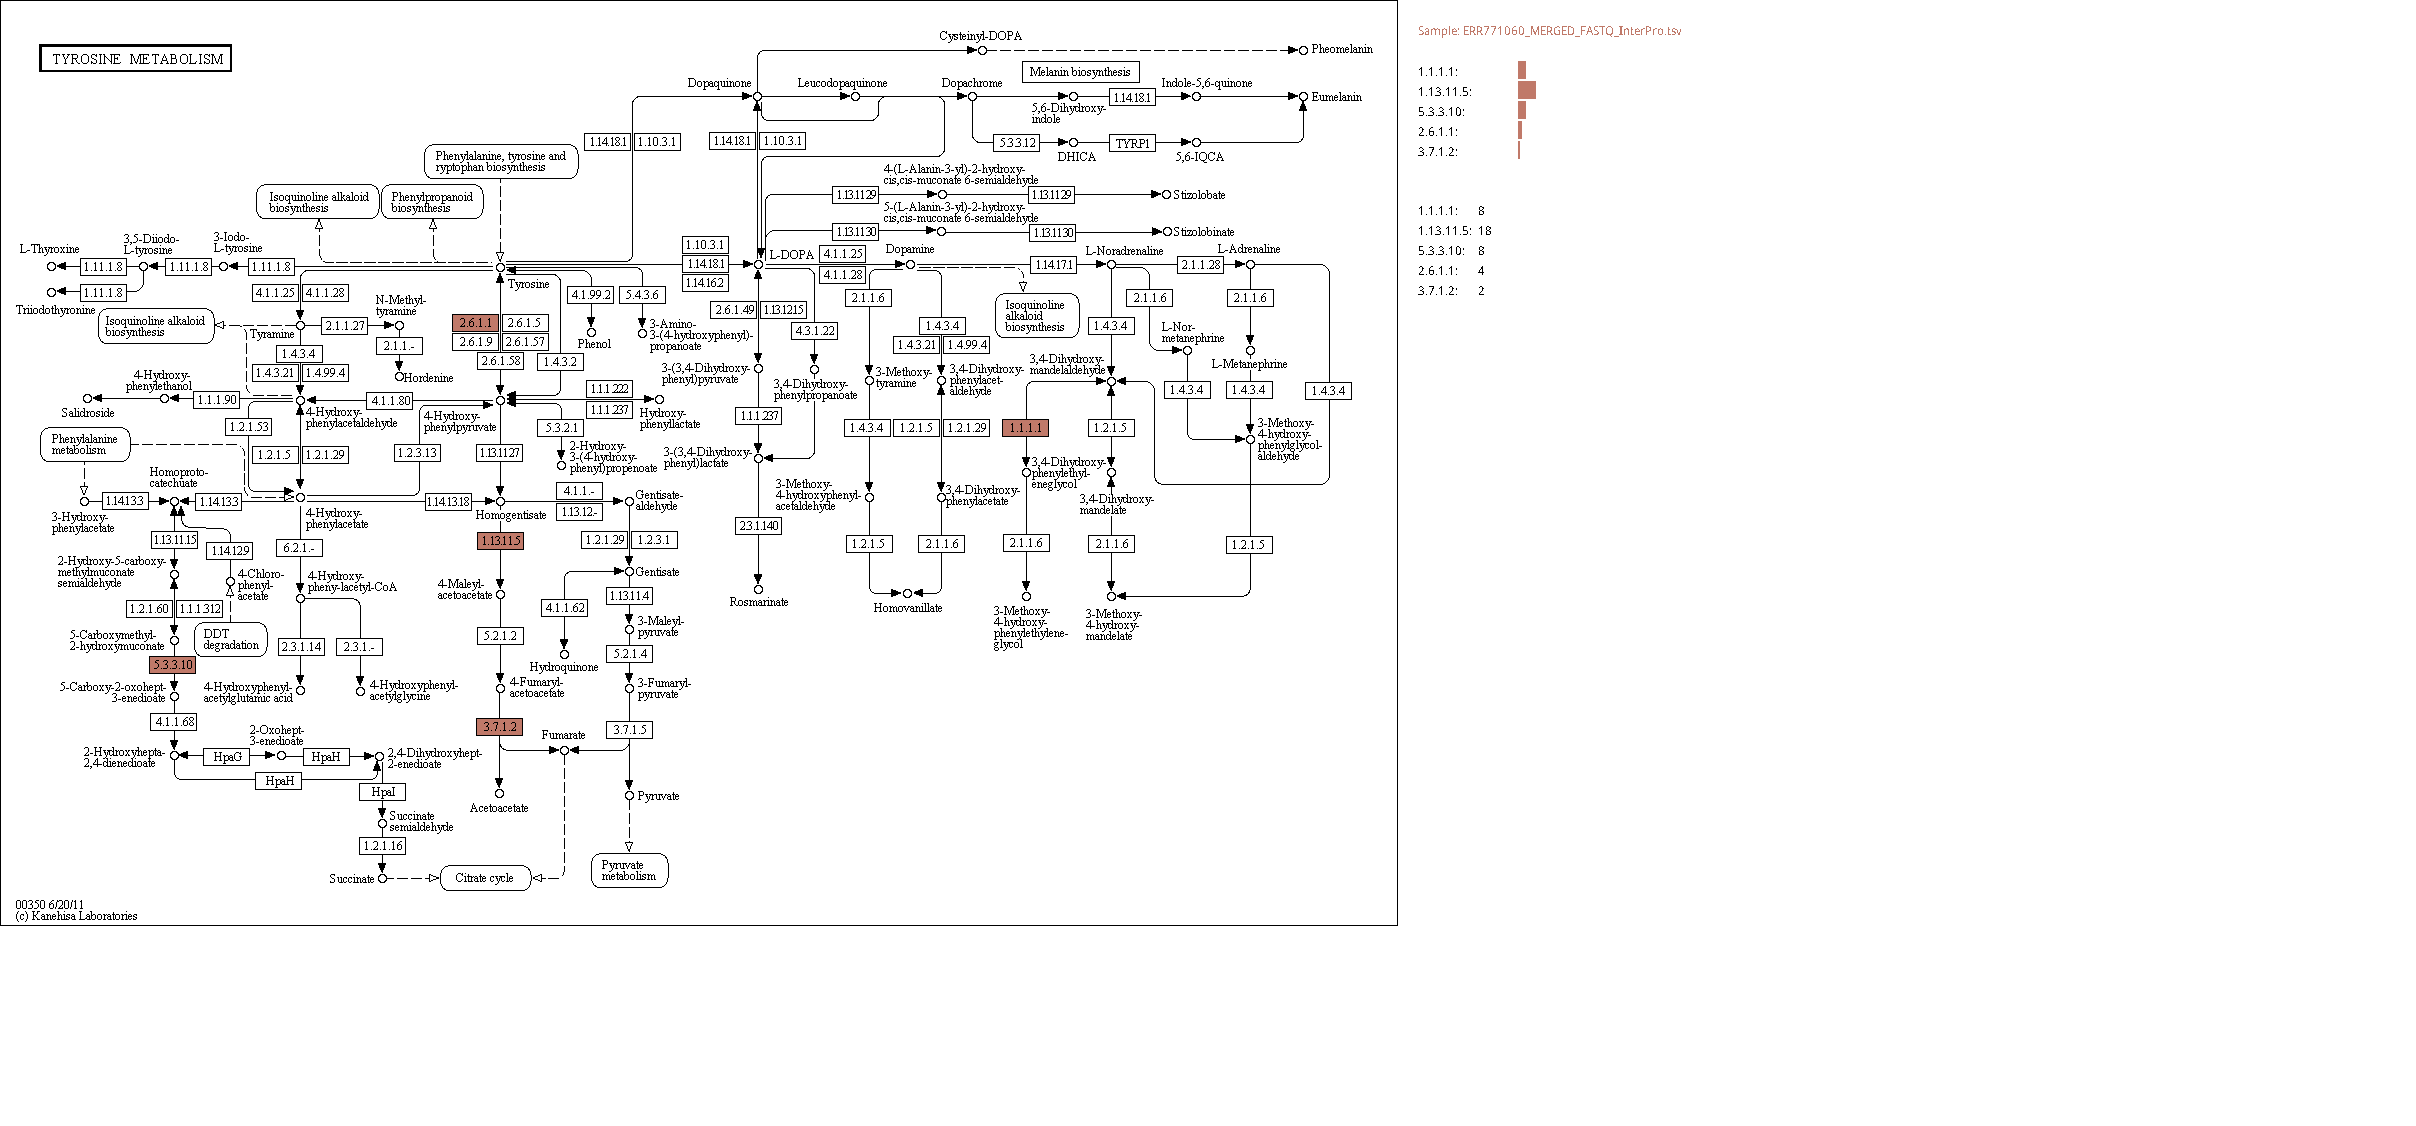 TYROSINE METABOLISM
Cysteinyl-DOPA
Pheomelanin
Dopaquinone
Leucodopaquinone
Dopachrome
Melanin biosynthesis
Indole-5,6-quinone
5,6-Dihydroxy-
indole
1.14.18.1
Eumelanin
1.14.18.1
1.10.3.1
1.14.18.1
1.10.3.1
5.3.3.12
DHICA
TYRP1
5,6-IQCA
Phenylalanine, tyrosine and
ryptophan biosynthesis
Isoquinoline alkaloid
biosynthesis
Phenylpropanoid
biosynthesis
4-(L-Alanin-3-yl)-2-hydroxy-
cis,cis-muconate 6-semialdehyde
1.13.1129
1.13.1129
Stizolobate
5-(L-Alanin-3-yl)-2-hydroxy-
cis,cis-muconate 6-semialdehyde
1.13.1130
1.13.1130
Stizolobinate
L-Thyroxine
3,5-Diiodo-
L-tyrosine
3-Iodo-
L-tyrosine
1.11.1.8
1.11.1.8
1.11.1.8
1.11.1.8
Triiodothyronine
Tyrosine
1.10.3.1
1.14.18.1
1.14.16.2
L-DOPA
4.1.1.25
4.1.1.28
Dopamine
1.14.17.1
L-Noradrenaline
2.1.1.28
L-Adrenaline
4.1.1.25
4.1.1.28
N-Methyl-
tyramine
Isoquinoline alkaloid
biosynthesis
Tyramine
2.1.1.27
2.1.1.-
Hordenine
2.6.1.1
2.6.1.5
2.6.1.9
2.6.1.57
2.6.1.58
1.4.3.2
4.1.99.2
5.4.3.6
Phenol
3-Amino-
3-(4-hydroxyphenyl)-
propanoate
2.6.1.49
1.13.1215
4.3.1.22
2.1.1.6
1.4.3.4
1.4.3.21
1.4.99.4
Isoquinoline
alkaloid
biosynthesis
1.4.3.4
2.1.1.6
L-Nor-
metanephrine
2.1.1.6
L-Metanephrine
1.4.3.4
1.4.3.21
1.4.99.4
4-Hydroxy-
phenylethanol
Salidroside
1.1.1.90
4-Hydroxy-
phenylacetaldehyde
4.1.1.80
4-Hydroxy-
phenylpyruvate
1.1.1.222
1.1.1.237
Hydroxy-
phenyllactate
3-(3,4-Dihydroxy-
phenyl)pyruvate
3,4-Dihydroxy-
phenylpropanoate
3-Methoxy-
tyramine
3,4-Dihydroxy-
phenylacet-
aldehyde
3,4-Dihydroxy-
mandelaldehyde
1.4.3.4
1.4.3.4
1.4.3.4
Phenylalanine
metabolism
1.2.1.53
1.2.1.5
1.2.1.29
1.2.3.13
1.13.1127
5.3.2.1
2-Hydroxy-
3-(4-hydroxy-
phenyl)propenoate
1.1.1.237
3-(3,4-Dihydroxy-
phenyl)lactate
1.4.3.4
1.2.1.5
1.2.1.29
1.1.1.1
1.2.1.5
3-Methoxy-
4-hydroxy-
phenylglycol-
aldehyde
Homoproto-
catechuate
1.14.13.3
1.14.13.3
3-Hydroxy-
phenylacetate
4-Hydroxy-
phenylacetate
1.14.13.18
Homogentisate
4.1.1.-
1.13.12.-
Gentisate-
aldehyde
3-Methoxy-
4-hydroxyphenyl-
acetaldehyde
3,4-Dihydroxy-
phenylacetate
3,4-Dihydroxy-
phenylethyl-
eneglycol
3,4-Dihydroxy-
mandelate
1.13.11.15
1.14.129
6.2.1.-
1.13.11.5
1.2.1.29
1.2.3.1
2.3.1.140
1.2.1.5
2.1.1.6
2.1.1.6
2.1.1.6
1.2.1.5
2-Hydroxy-5-carboxy-
methylmuconate
semialdehyde
4-Chloro-
phenyl-
acetate
4-Hydroxy-
pheny-lacetyl-CoA
4-Maleyl-
acetoacetate
Gentisate
Rosmarinate
Homovanillate
3-Methoxy-
4-hydroxy-
phenylethylene-
glycol
3-Methoxy-
4-hydroxy-
mandelate
1.2.1.60
1.1.1.312
DDT
degradation
4.1.1.62
1.13.11.4
5-Carboxymethyl-
2-hydroxymuconate
2.3.1.14
2.3.1.-
5.2.1.2
3-Maleyl-
pyruvate
Hydroquinone
5.2.1.4
5.3.3.10
5-Carboxy-2-oxohept-
3-enedioate
4-Hydroxyphenyl-
acetylglutamic acid
4-Hydroxyphenyl-
acetylglycine
4-Fumaryl-
acetoacetate
3-Fumaryl-
pyruvate
4.1.1.68
3.7.1.2
3.7.1.5
2-Hydroxyhepta-
2,4-dienedioate
2-Oxohept-
3-enedioate
HpaG
HpaH
HpaH
2,4-Dihydroxyhept-
2-enedioate
Fumarate
HpaI
Acetoacetate
Pyruvate
Succinate
semialdehyde
1.2.1.16
Succinate
Citrate cycle
Pyruvate
metabolism
00350 6/20/11
(c) Kanehisa Laboratories
Sample: ERR771060_MERGED_FASTQ_InterPro.tsv
1.1.1.1:
1.13.11.5:
5.3.3.10:
2.6.1.1:
3.7.1.2:
1.1.1.1: 8
1.13.11.5: 18
5.3.3.10: 8
2.6.1.1: 4
3.7.1.2: 2